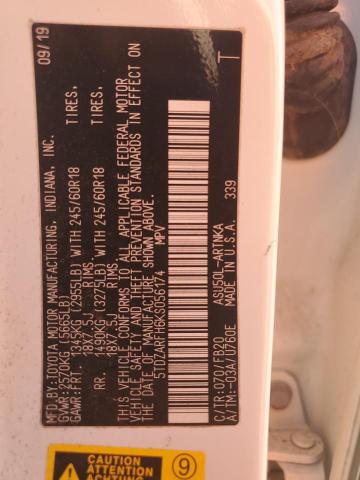 MFD.BY:TOYOTA MOTOR MANUFACTURING, INDIANA, INC. 09/19
GVWR:2570KG (5665LB)
GAWR:FRT. 1345KG (2955LB) WITH 245/60R18 TIRES,
18X7.5J RIMS,
RR. 1490KG (3275LB) WITH 245/60R18 TIRES,
18X7.5J RIMS
THIS VEHICLE CONFORMS TO ALL APPLICABLE FEDERAL MOTOR
VEHICLE SAFETY AND THEFT PREVENTION STANDARDS IN EFFECT ON
THE DATE OF MANUFACTURE SHOWN ABOVE.
5TDZARFH6KS056174 MPV
C/TR:070/FB20 ASU50L-ARTNKA T
A/TM:-03A/U760E MADE IN U.S.A. 339
CAUTION
ACHTUNG
ATTENTION
9